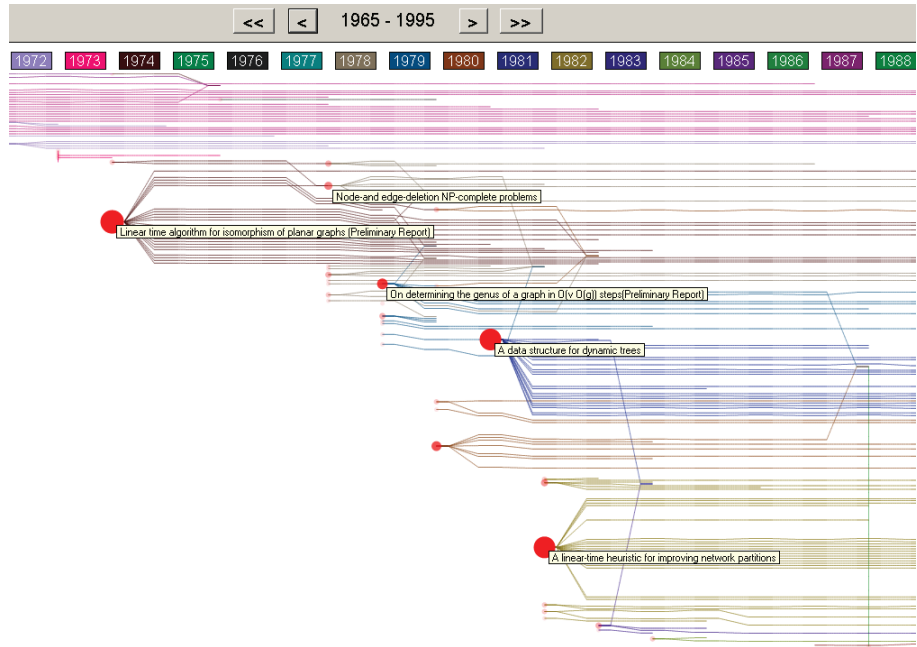 << < 1965 - 1995 > >>
1972 1973 1974 1975 1976 1977 1978 1979 1980 1981 1982 1983 1984 1985 1986 1987 1988
Node-and edge-deletion NP-complete problems
Linear time algorithm for isomorphism of planar graphs (Preliminary Report)
On determining the genus of a graph in O(v O(g)) steps(Preliminary Report)
A data structure for dynamic trees
A linear-time heuristic for improving network partitions